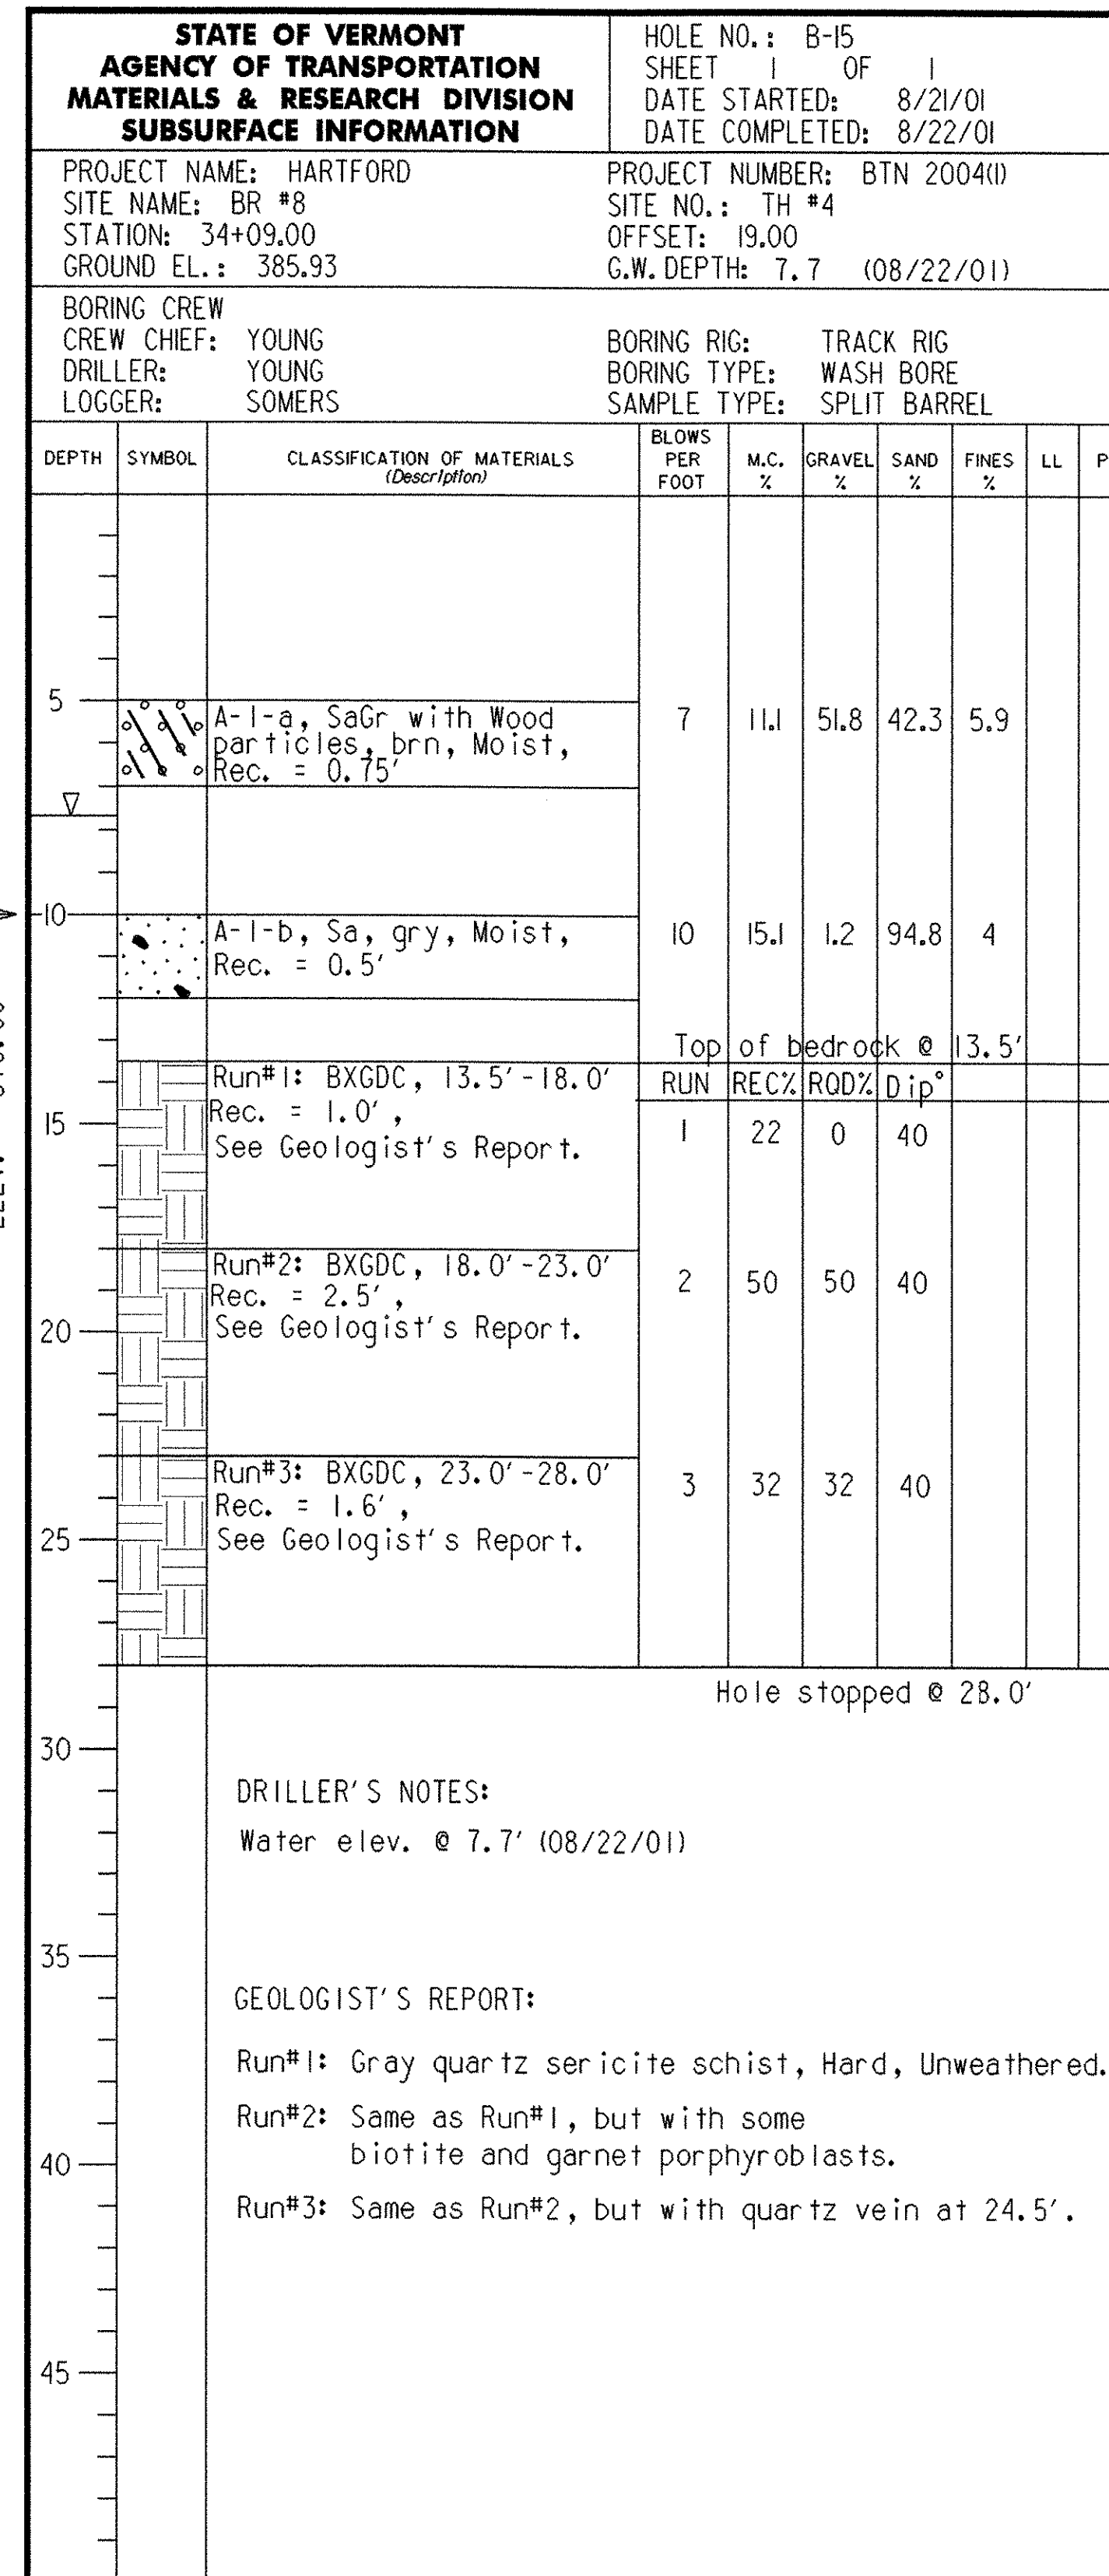 STATE OF VERMONT
AGENCY OF TRANSPORTATION
MATERIALS & RESEARCH DIVISION
SUBSURFACE INFORMATION
HOLE NO.: B-15
SHEET 1 OF 1
DATE STARTED: 8/21/01
DATE COMPLETED: 8/22/01
PROJECT NAME: HARTFORD
SITE NAME: BR #8
STATION: 34+09.00
GROUND EL.: 385.93
PROJECT NUMBER: BTN 2004(1)
SITE NO.: TH #4
OFFSET: 19.00
G.W. DEPTH: 7.7 (08/22/01)
BORING CREW
CREW CHIEF: YOUNG
DRILLER: YOUNG
LOGGER: SOMERS
BORING RIG: TRACK RIG
BORING TYPE: WASH BORE
SAMPLE TYPE: SPLIT BARREL
DEPTH SYMBOL CLASSIFICATION OF MATERIALS (Description) BLOWS PER FOOT M.C. % GRAVEL % SAND % FINES % LL P
5
A-1-a, SaGr with Wood 7 11.1 51.8 42.3 5.9
particles, brn, Moist,
Rec. = 0.75'
10
A-1-b, Sa, gry, Moist, 10 15.1 1.2 94.8 4
Rec. = 0.5'
Top of bedrock @ 13.5'
Run#1: BXGDC, 13.5'-18.0' RUN REC% RQD% Dip°
Rec. = 1.0',
15 See Geologist's Report. 1 22 0 40
Run#2: BXGDC, 18.0'-23.0' 2 50 50 40
Rec. = 2.5',
20 See Geologist's Report.
Run#3: BXGDC, 23.0'-28.0' 3 32 32 40
Rec. = 1.6',
25 See Geologist's Report.
Hole stopped @ 28.0'
30
DRILLER'S NOTES:
Water elev. @ 7.7' (08/22/01)
35
GEOLOGIST'S REPORT:
Run#1: Gray quartz sericite schist, Hard, Unweathered.
Run#2: Same as Run#1, but with some
biotite and garnet porphyroblasts.
40
Run#3: Same as Run#2, but with quartz vein at 24.5'.
45